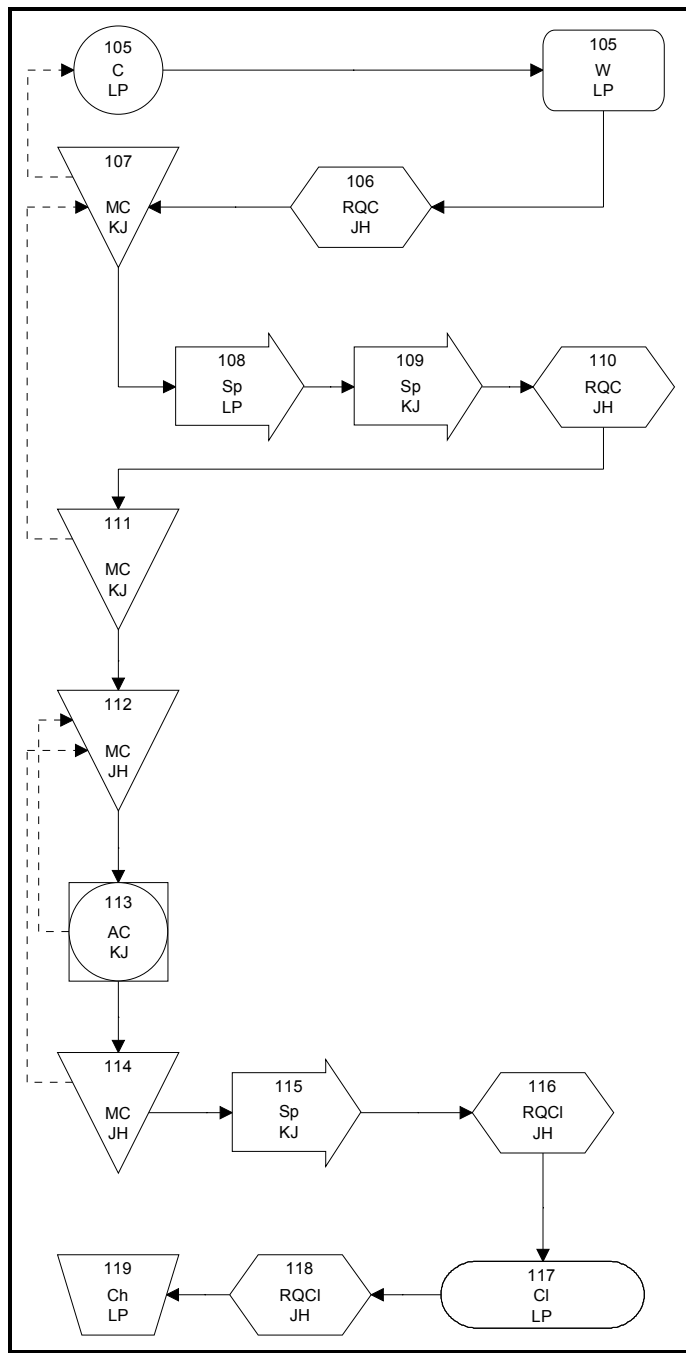 105
C
LP
105
W
LP
107
MC
KJ
106
RQC
JH
108
Sp
LP
109
Sp
KJ
110
RQC
JH
111
MC
KJ
112
MC
JH
113
AC
KJ
114
MC
JH
115
Sp
KJ
116
RQCl
JH
117
Cl
LP
118
RQCl
JH
119
Ch
LP